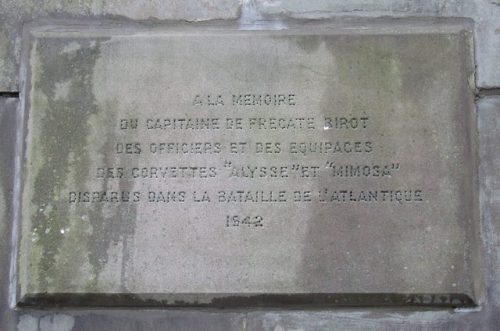 A LA MEMOIRE
DU CAPITAINE DE FREGATE BIROT
DES OFFICIERS ET DES EQUIPAGES
DES CORVETTES "ALYSSE" ET "MIMOSA"
DISPARUS DANS LA BATAILLE DE L'ATLANTIQUE
1942